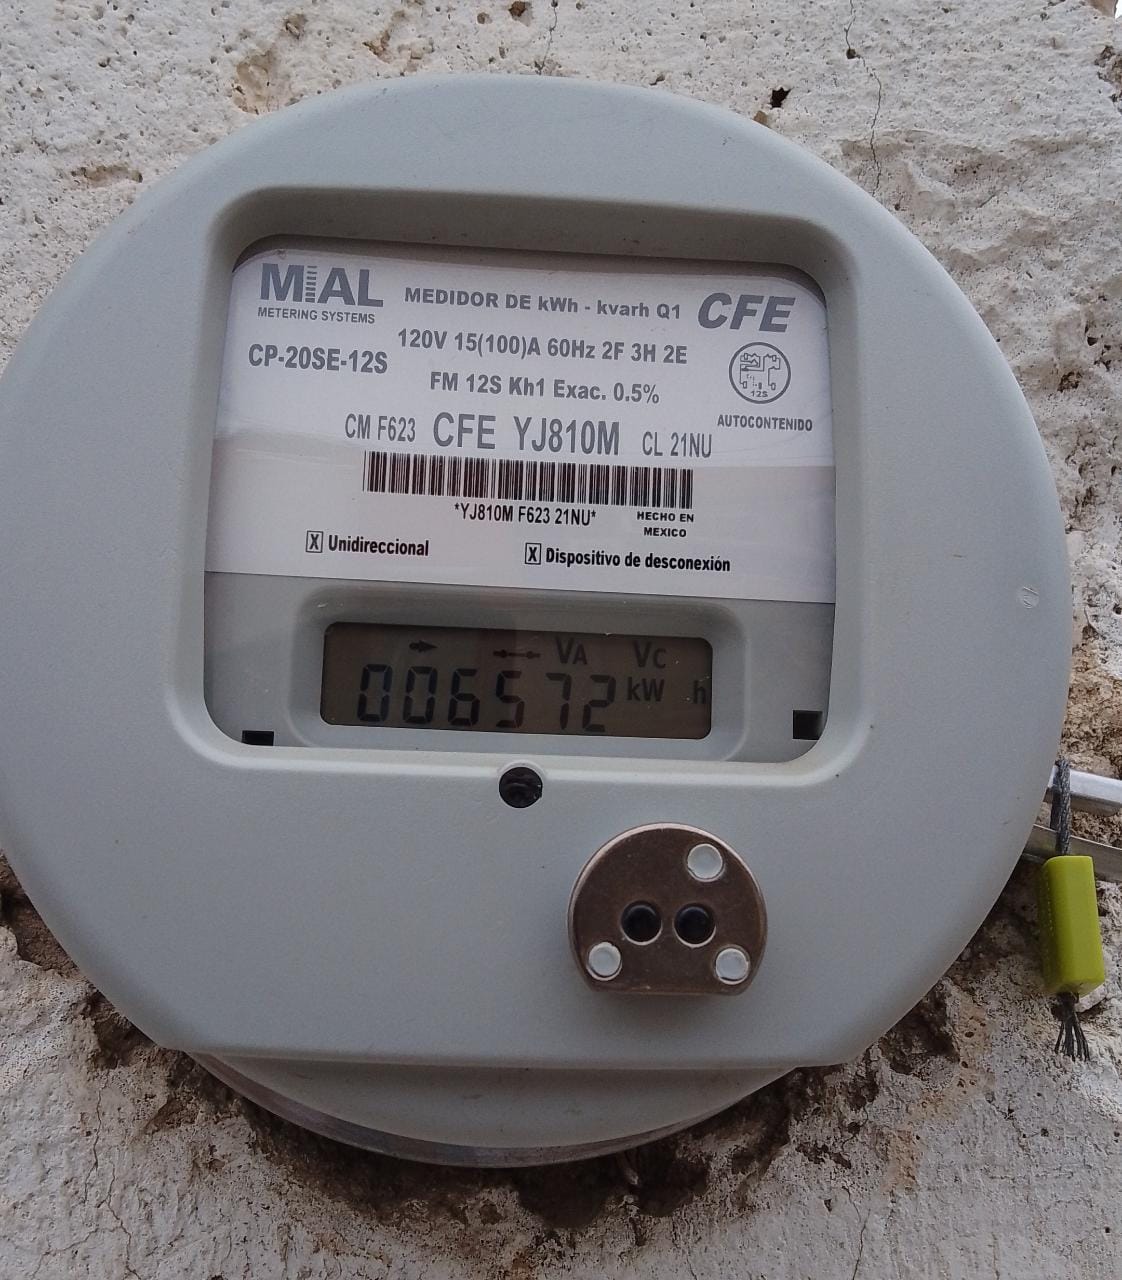 MIAL
METERING SYSTEMS
MEDIDOR DE kWh - kvarh Q1
CFE
120V 15(100)A 60Hz 2F 3H 2E
CP-20SE-12S
FM 12S Kh1 Exac. 0.5%
12S
AUTOCONTENIDO
CM F623 CFE YJ810M CL 21NU
*YJ810M F623 21NU*
HECHO EN
MEXICO
X Unidireccional
X Dispositivo de desconexión
VA VC
006572 kW h